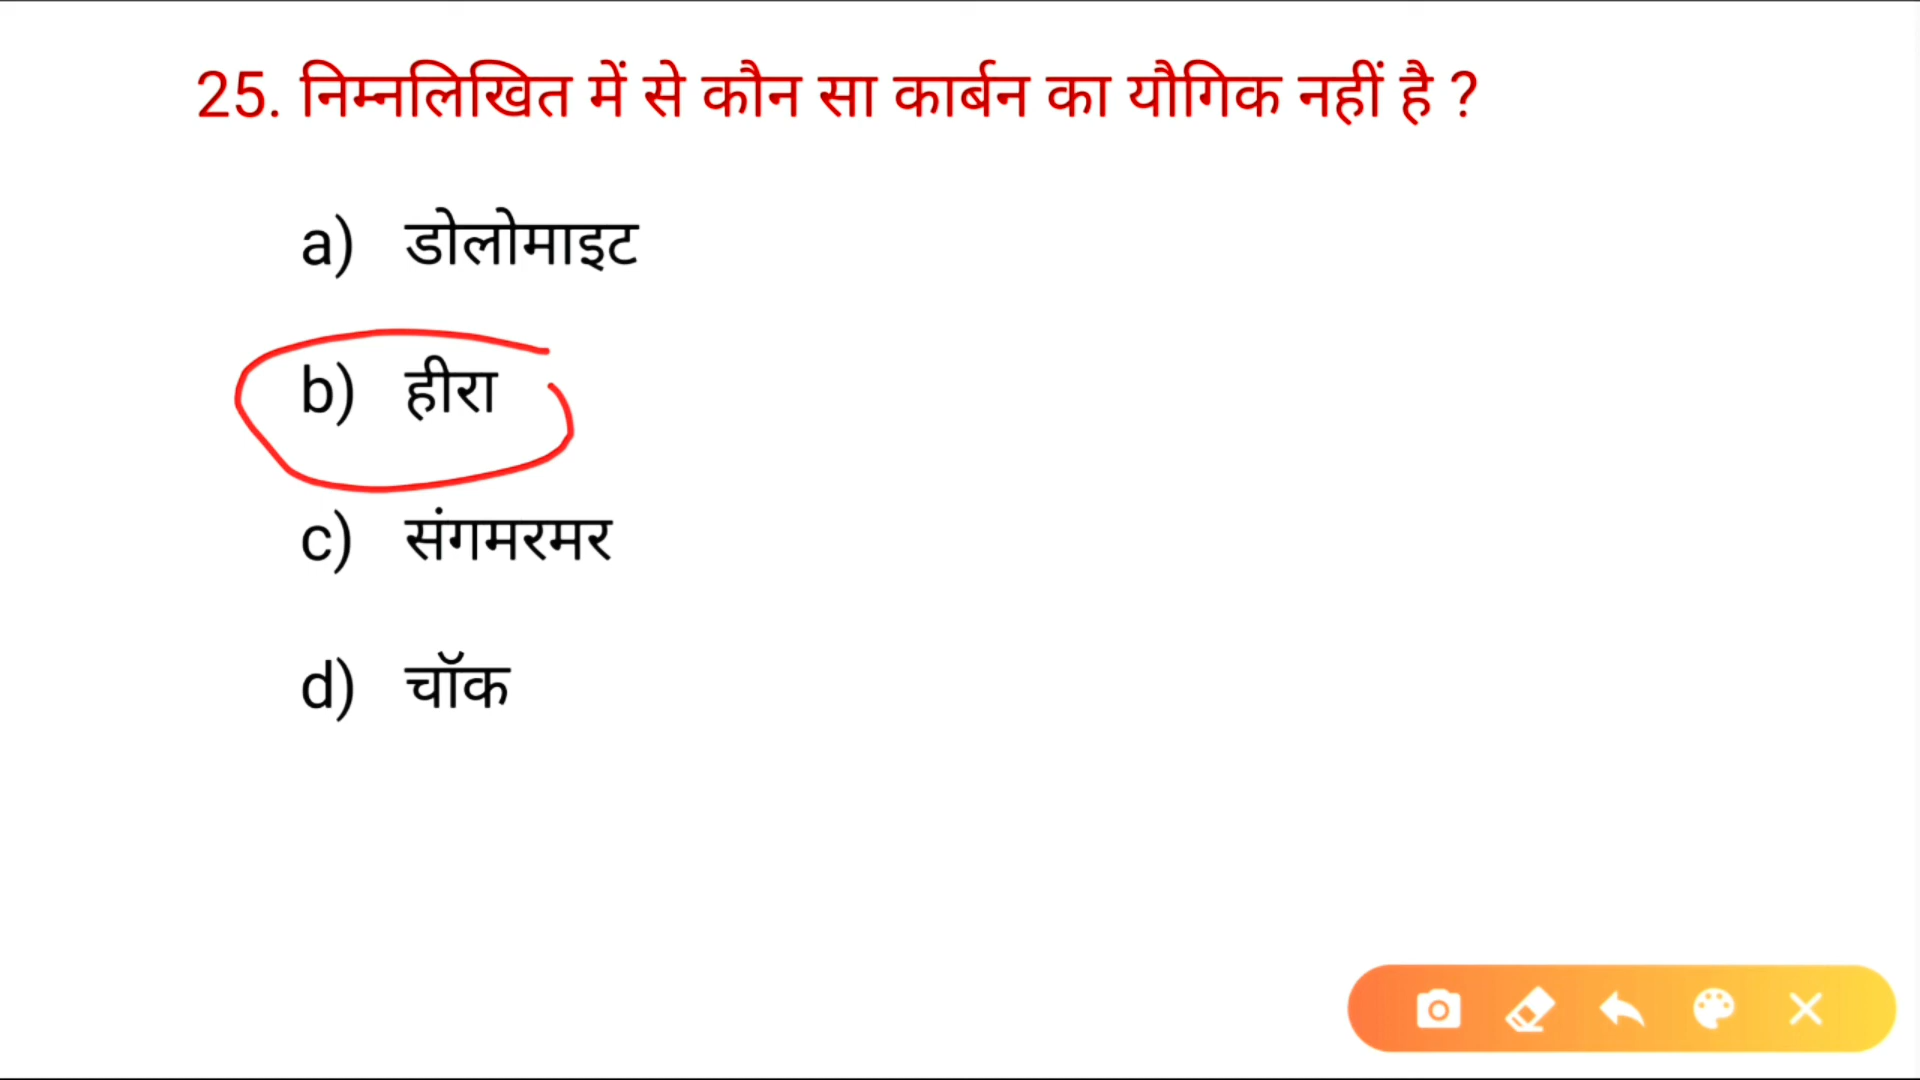 25. निम्नलिखित में से कौन सा कार्बन का यौगिक नहीं है ?
a) डोलोमाइट
b) हीरा
c) संगमरमर
d) चॉक